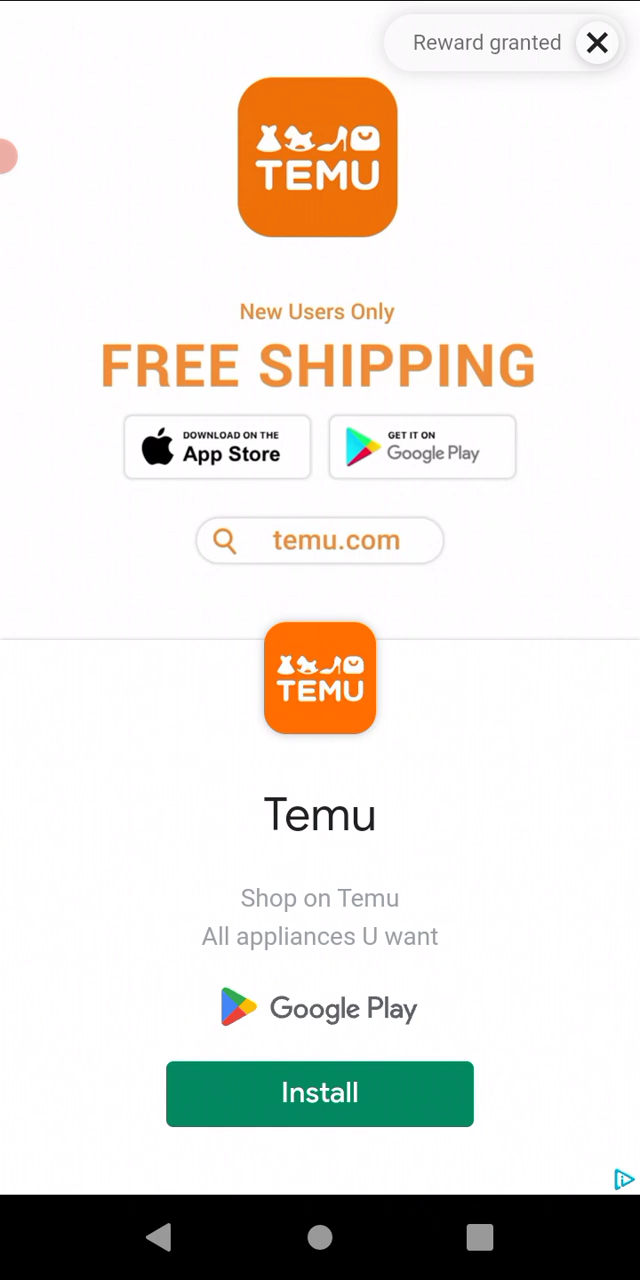 Reward granted
TEMU
New Users Only
FREE SHIPPING
DOWNLOAD ON THE
App Store
GET IT ON
Google Play
temu.com
TEMU
Temu
Shop on Temu
All appliances U want
Google Play
Install